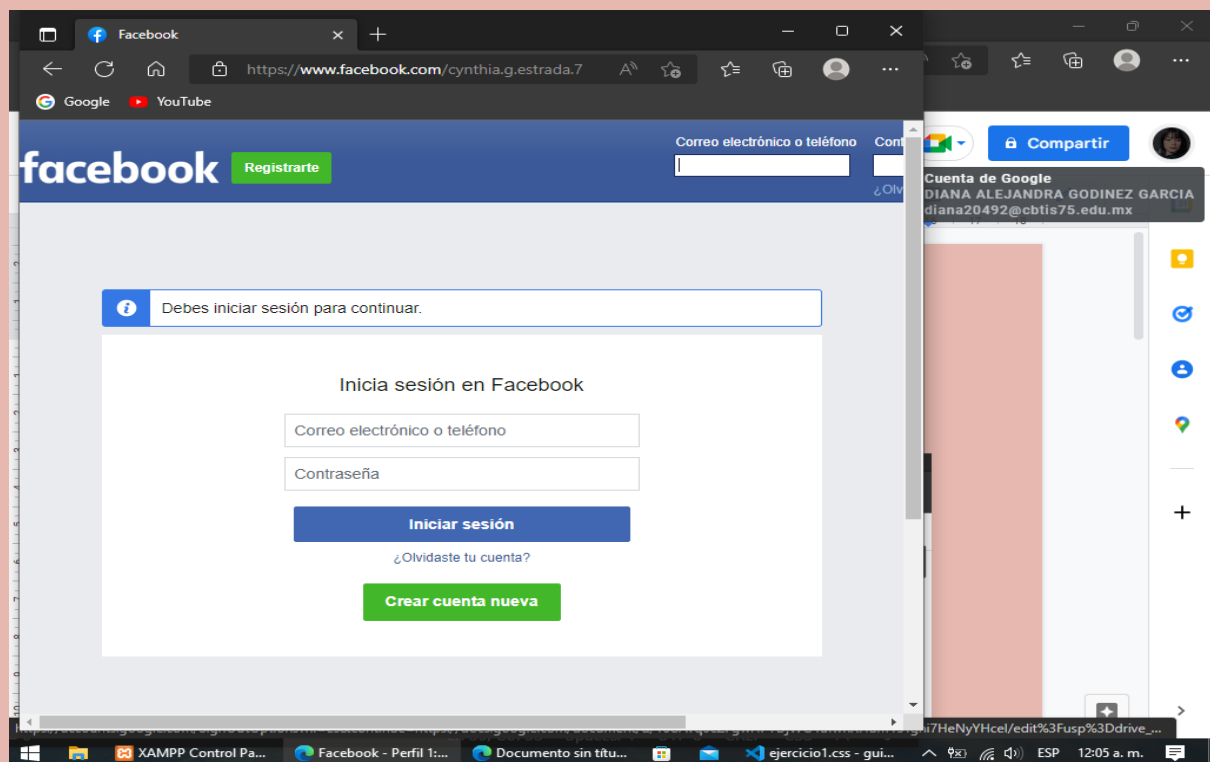 Facebook
https://www.facebook.com/cynthia.g.estrada.7
Google YouTube
Correo electrónico o teléfono Cont
facebook Registrarte
¿Olv
Compartir
Cuenta de Google
DIANA ALEJANDRA GODINEZ GARCIA
diana20492@cbtis75.edu.mx
Debes iniciar sesión para continuar.
Inicia sesión en Facebook
Correo electrónico o teléfono
Contraseña
Iniciar sesión
¿Olvidaste tu cuenta?
Crear cuenta nueva
XAMPP Control Pa... Facebook - Perfil 1:... Documento sin títu... ejercicio1.css - gui... ESP 12:05 a. m.